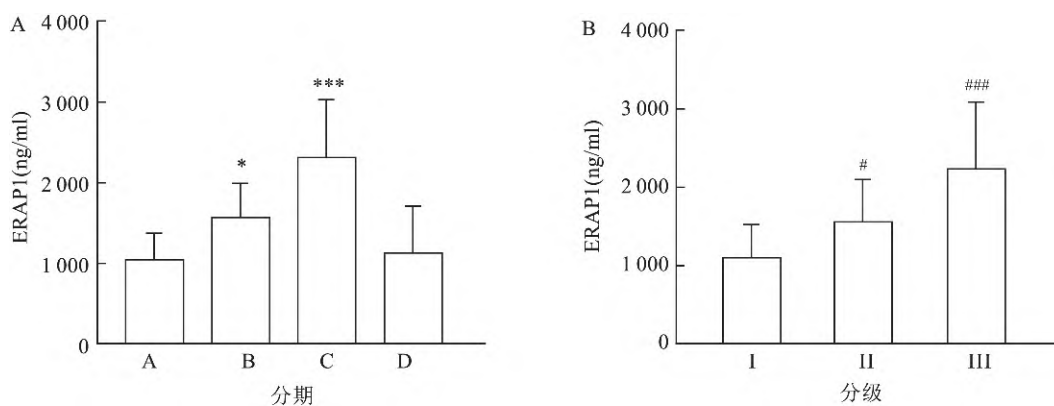 A
ERAP1(ng/ml)
4 000
3 000
2 000
1 000
0
*
***
A B C D
分期
B
ERAP1(ng/ml)
4 000
3 000
2 000
1 000
0
#
###
I II III
分级